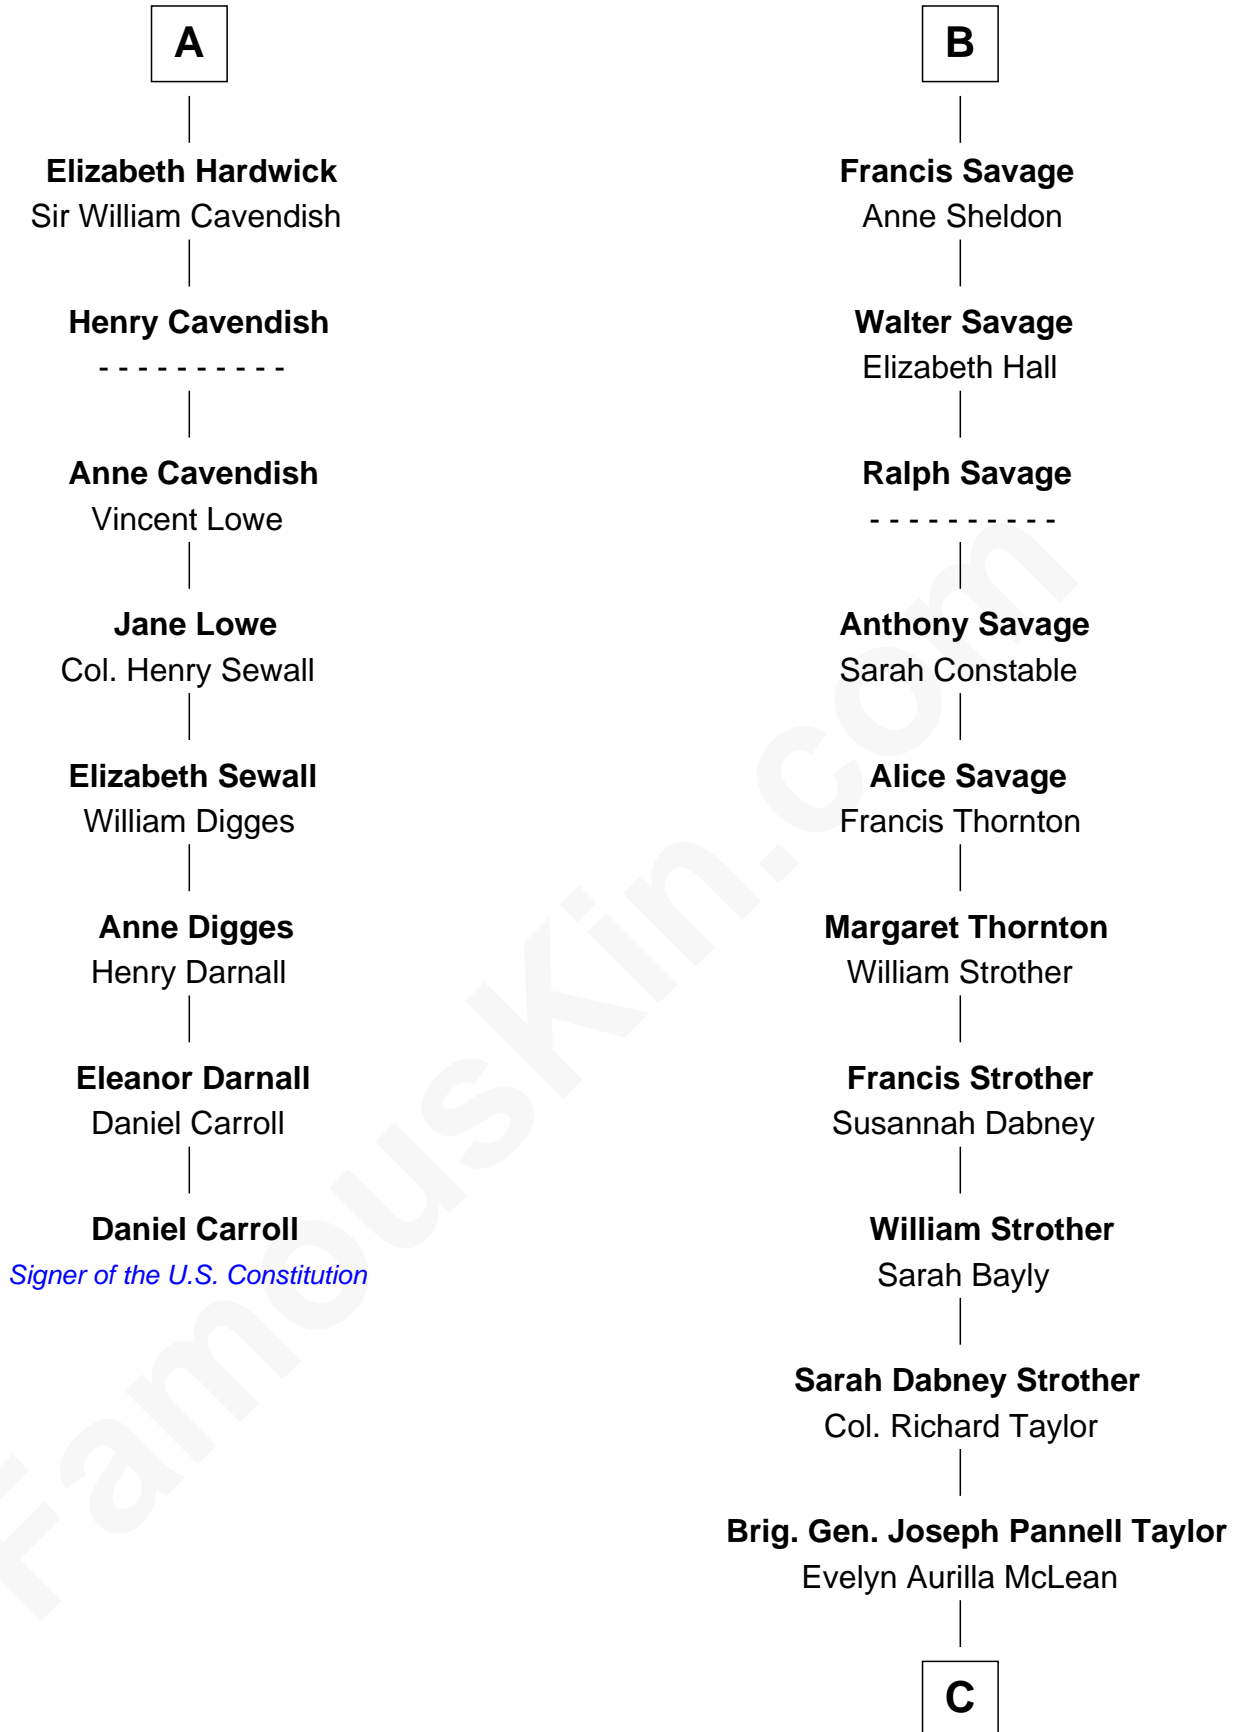 A
Elizabeth Hardwick
Sir William Cavendish
Henry Cavendish
- - - - - - - - - -
Anne Cavendish
Vincent Lowe
Jane Lowe
Col. Henry Sewall
Elizabeth Sewall
William Digges
Anne Digges
Henry Darnall
Eleanor Darnall
Daniel Carroll
Daniel Carroll
Signer of the U.S. Constitution
B
Francis Savage
Anne Sheldon
Walter Savage
Elizabeth Hall
Ralph Savage
- - - - - - - - - -
Anthony Savage
Sarah Constable
Alice Savage
Francis Thornton
Margaret Thornton
William Strother
Francis Strother
Susannah Dabney
William Strother
Sarah Bayly
Sarah Dabney Strother
Col. Richard Taylor
Brig. Gen. Joseph Pannell Taylor
Evelyn Aurilla McLean
C
FamousKin.com